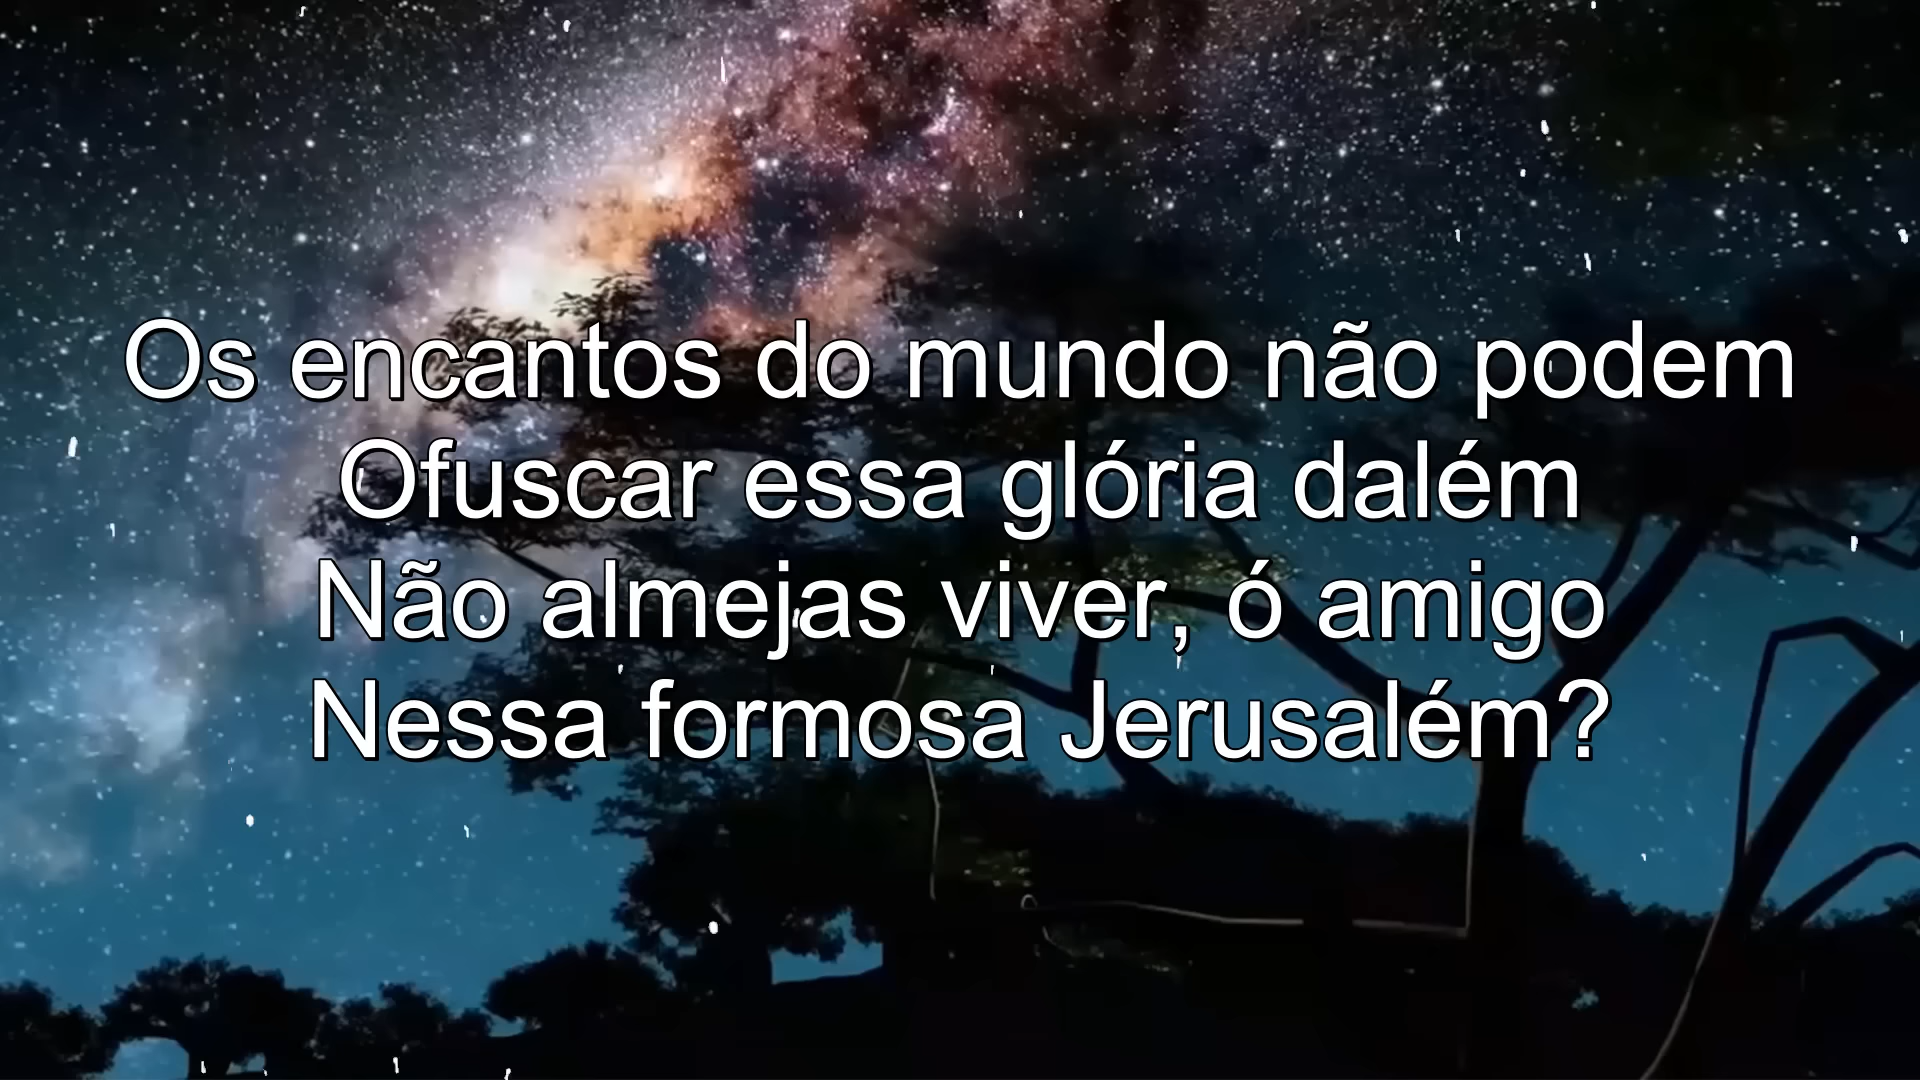 Os encantos do mundo não podem
Ofuscar essa glória dalém
Não almejas viver, ó amigo
Nessa formosa Jerusalém?